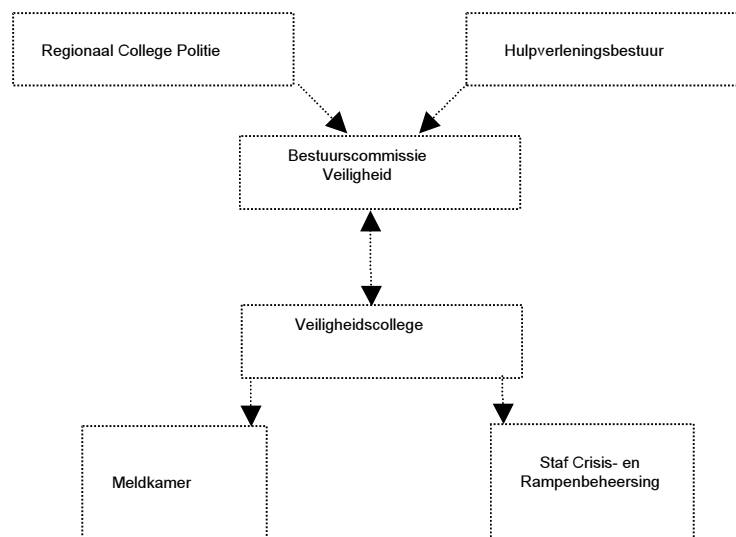 Regionaal College Politie
Hulpverleningsbestuur
Bestuurscommissie
Veiligheid
Veiligheidscollege
Meldkamer
Staf Crisis- en
Rampenbeheersing